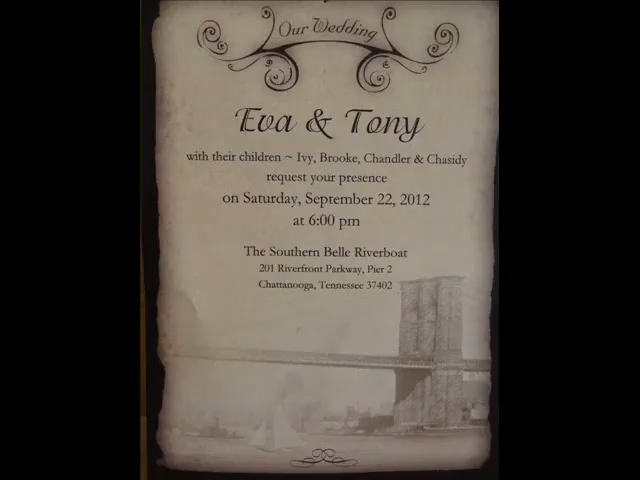 Our Wedding
Eva & Tony
with their children ~ Ivy, Brooke, Chandler & Chasidy
request your presence
on Saturday, September 22, 2012
at 6:00 pm
The Southern Belle Riverboat
201 Riverfront Parkway, Pier 2
Chattanooga, Tennessee 37402